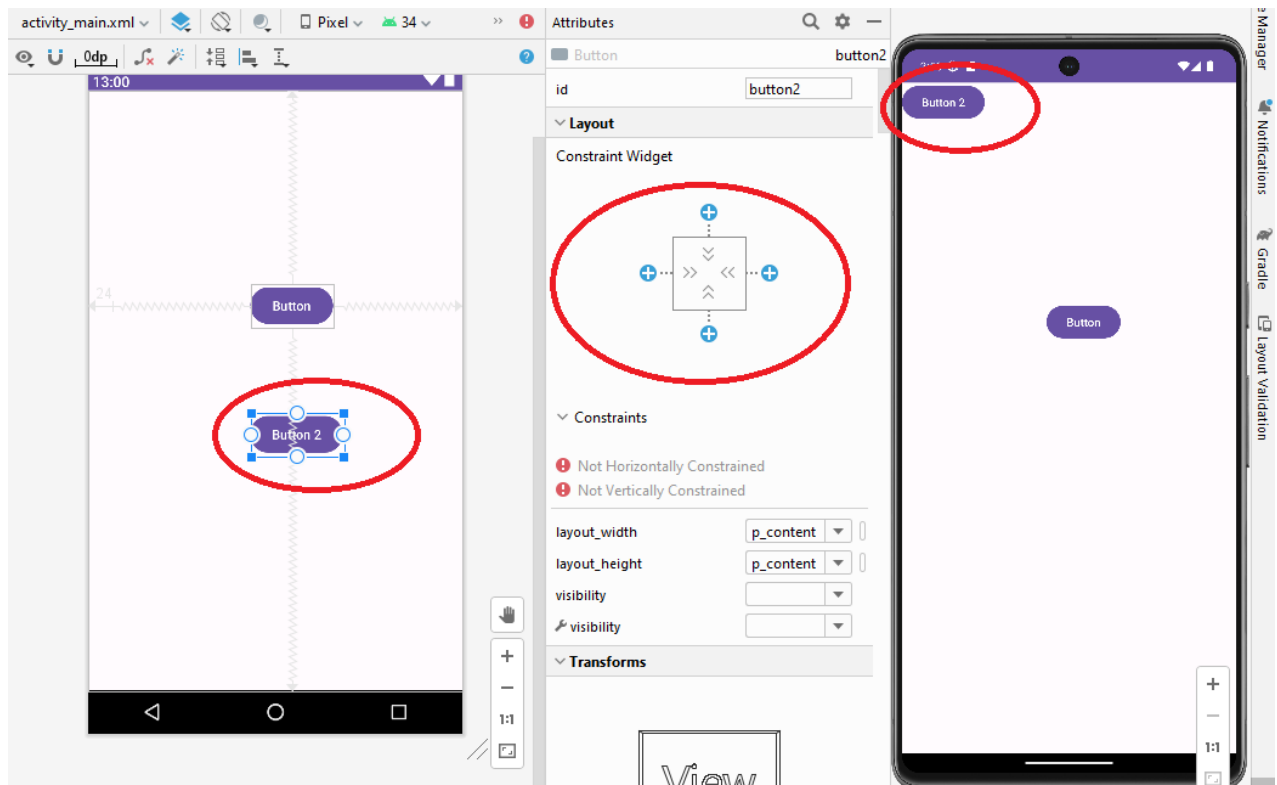 activity_main.xml
Pixel
34
»
Attributes
0dp
Button
button2
13:00
id
button2
Layout
Constraint Widget
24
Button
Button 2
Constraints
Not Horizontally Constrained
Not Vertically Constrained
layout_width
p_content
layout_height
p_content
visibility
visibility
Transforms
1:1
View
Button 2
Button
1:1
Manager
Notifications
Gradle
Layout Validation